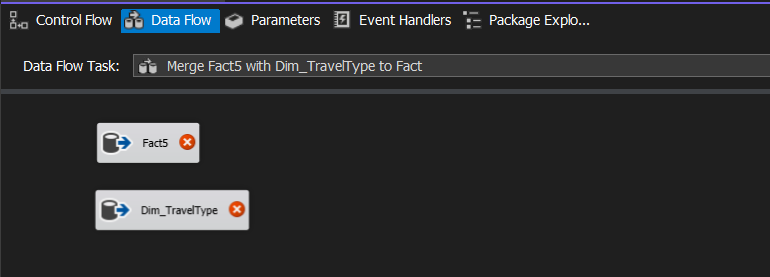 Control Flow Data Flow Parameters Event Handlers Package Explo...
Data Flow Task: Merge Fact5 with Dim_TravelType to Fact
Fact5
Dim_TravelType